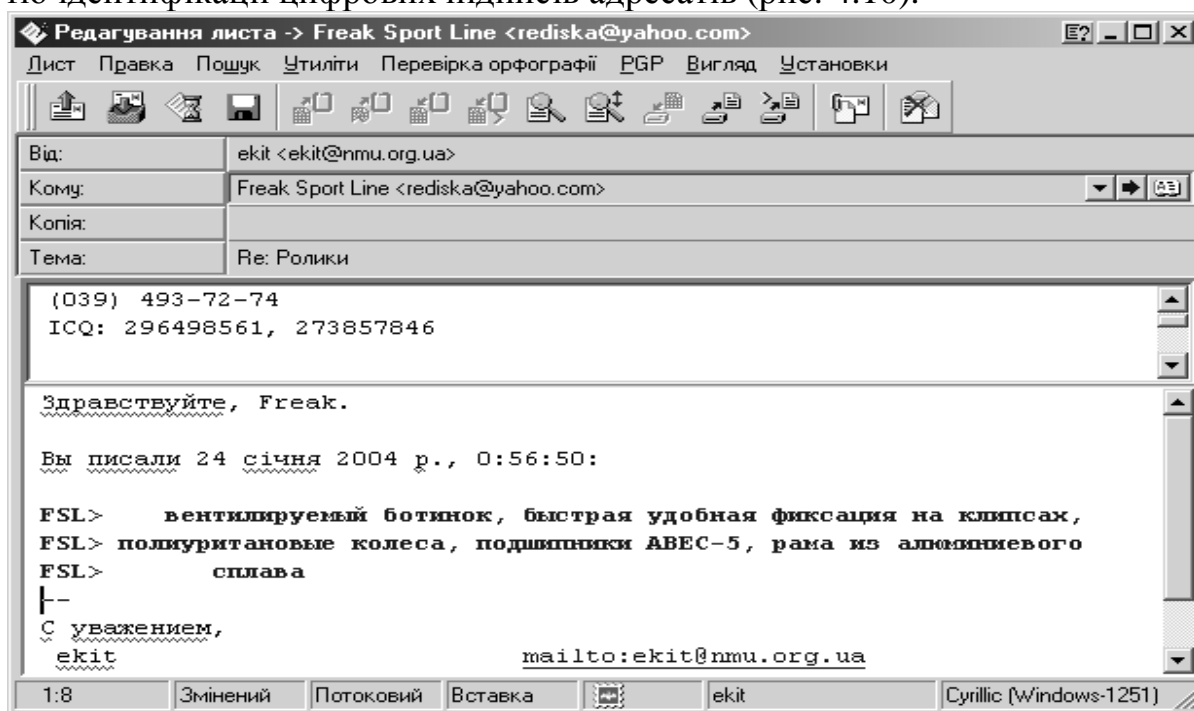 по ідентифікації цифрових підписів адресатів (рис. 4.10).
Редагування листа -> Freak Sport Line <rediska@yahoo.com>
Лист Правка Пошук Утиліти Перевірка орфографії PGP Вигляд Установки
Від: ekit <ekit@nmu.org.ua>
Кому: Freak Sport Line <rediska@yahoo.com>
Копія:
Тема: Re: Ролики
(039) 493-72-74
ICQ: 296498561, 273857846
Здравствуйте, Freak.
Вы писали 24 січня 2004 р., 0:56:50:
FSL> вентилируемый ботинок, быстрая удобная фиксация на клипсах,
FSL> полиуритановые колеса, подшипники ABEC-5, рама из алюминиевого
FSL> сплава
--
С уважением,
ekit mailto:ekit@nmu.org.ua
1:8 Змінений Потоковий Вставка ekit Cyrillic (Windows-1251)